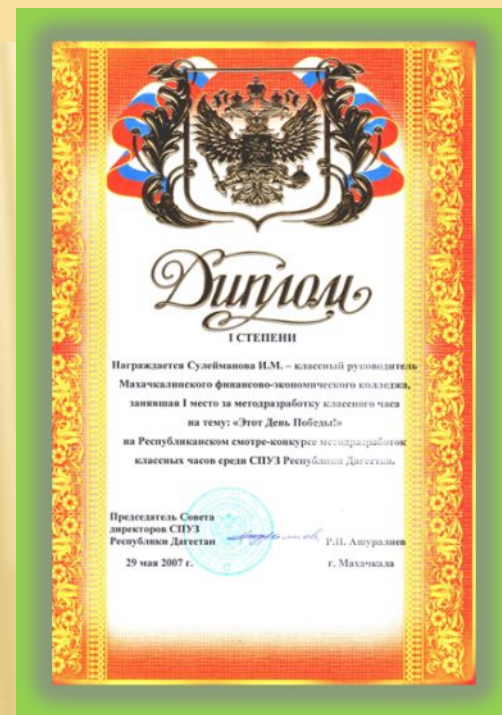 Диплом
I СТЕПЕНИ
Награждается Сулейманова И.М. – классный руководитель
Махачкалинского финансово-экономического колледжа,
занявшая I место за методразработку классного часа
на тему: «Этот День Победы!»
на Республиканском смотре-конкурсе методразработок
классных часов среди СПУЗ Республики Дагестан.
Председатель Совета
директоров СПУЗ
Республики Дагестан Р.П. Ашуралиев
29 мая 2007 г. г. Махачкала